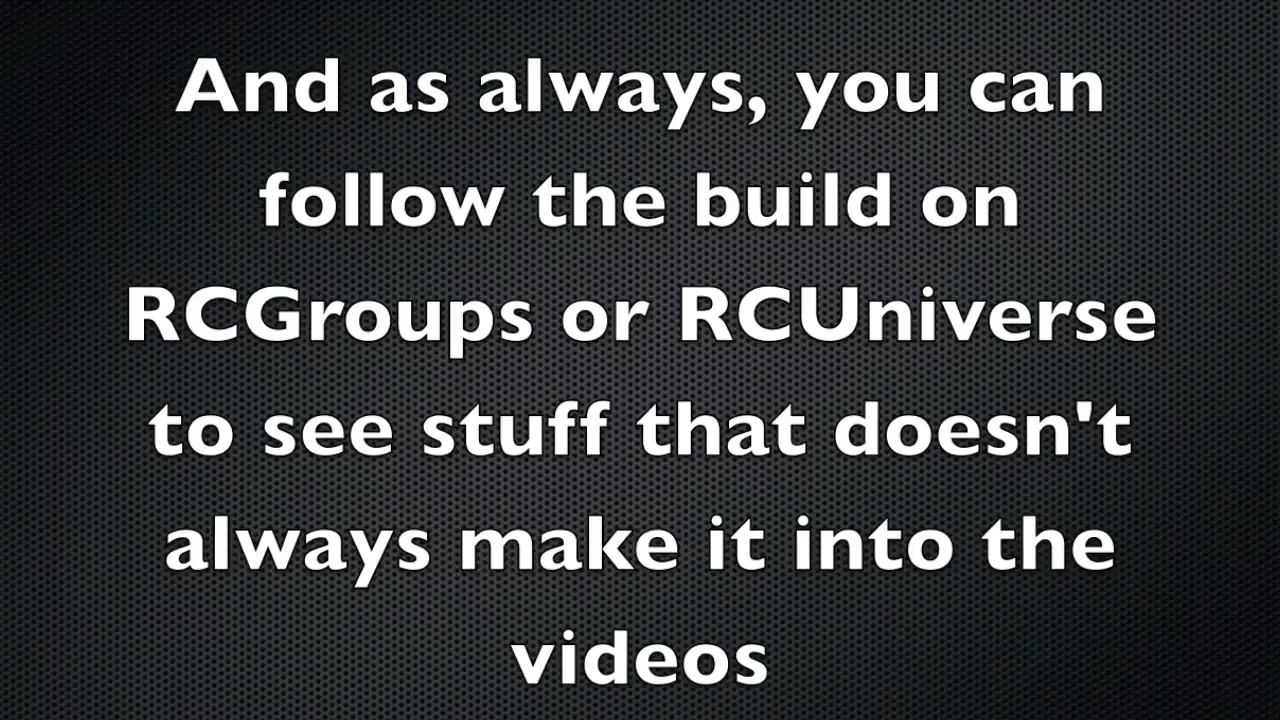 And as always, you can
follow the build on
RCGroups or RCUniverse
to see stuff that doesn't
always make it into the
videos